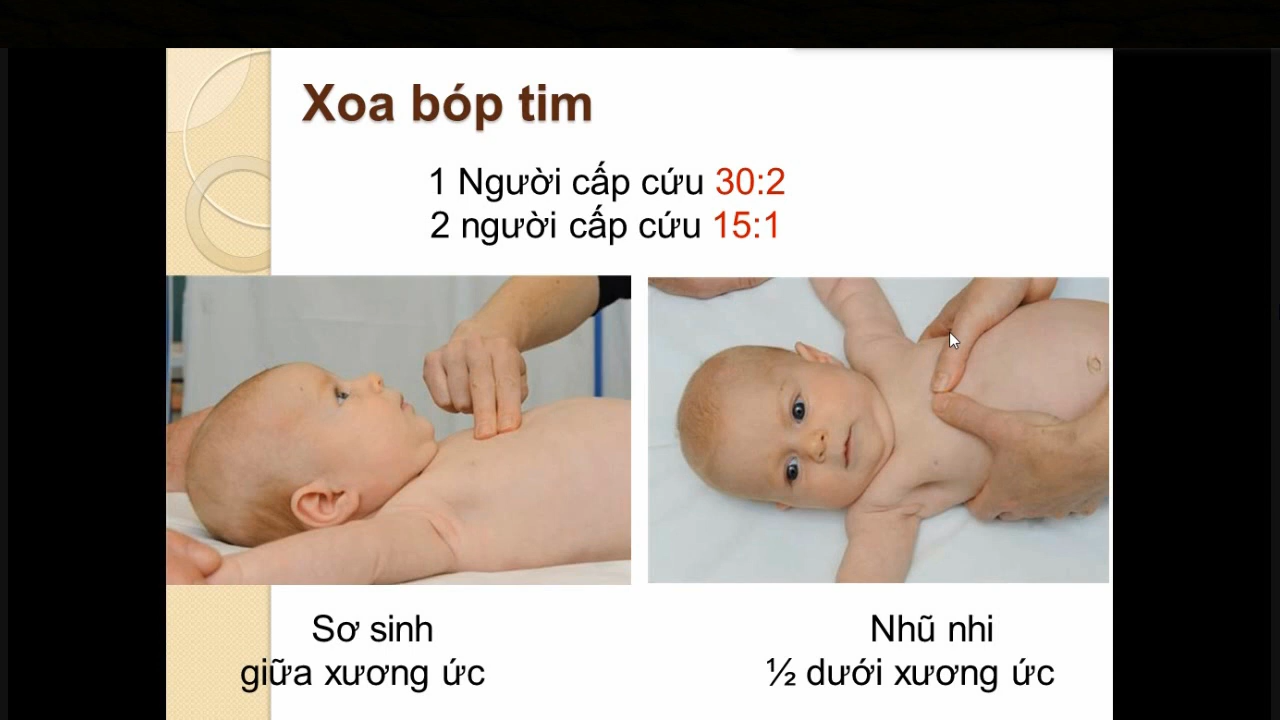 Xoa bóp tim
1 Người cấp cứu 30:2
2 người cấp cứu 15:1
Sơ sinh
giữa xương ức
Nhũ nhi
½ dưới xương ức